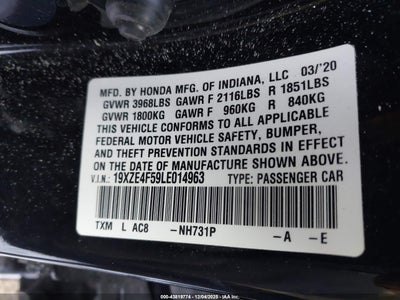 MFD. BY HONDA MFG. OF INDIANA, LLC 03/20
GVWR 3968LBS GAWR F 2116LBS R 1851LBS
GVWR 1800KG GAWR F 960KG R 840KG
THIS VEHICLE CONFORMS TO ALL APPLICABLE
FEDERAL MOTOR VEHICLE SAFETY, BUMPER,
AND THEFT PREVENTION STANDARDS IN EFFECT
ON THE DATE OF MANUFACTURE SHOWN ABOVE.
V.I.N.: 19XZE4F59LE014963 TYPE: PASSENGER CAR
TXM L AC8 -NH731P -A -E
000-43819774 - 12/04/2025 - IAA Inc.